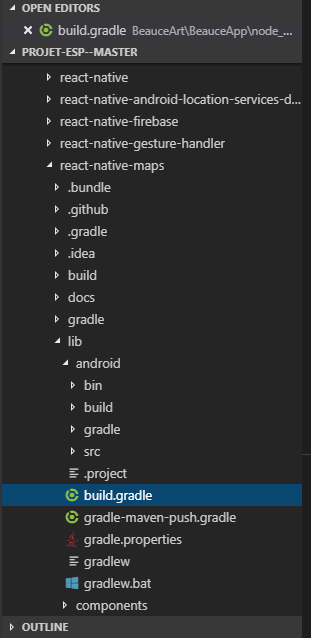 OPEN EDITORS
build.gradle BeauceArt\BeauceApp\node_...
PROJET-ESP--MASTER
react-native
react-native-android-location-services-d...
react-native-firebase
react-native-gesture-handler
react-native-maps
.bundle
.github
.gradle
.idea
build
docs
gradle
lib
android
bin
build
gradle
src
.project
build.gradle
gradle-maven-push.gradle
gradle.properties
gradlew
gradlew.bat
components
OUTLINE